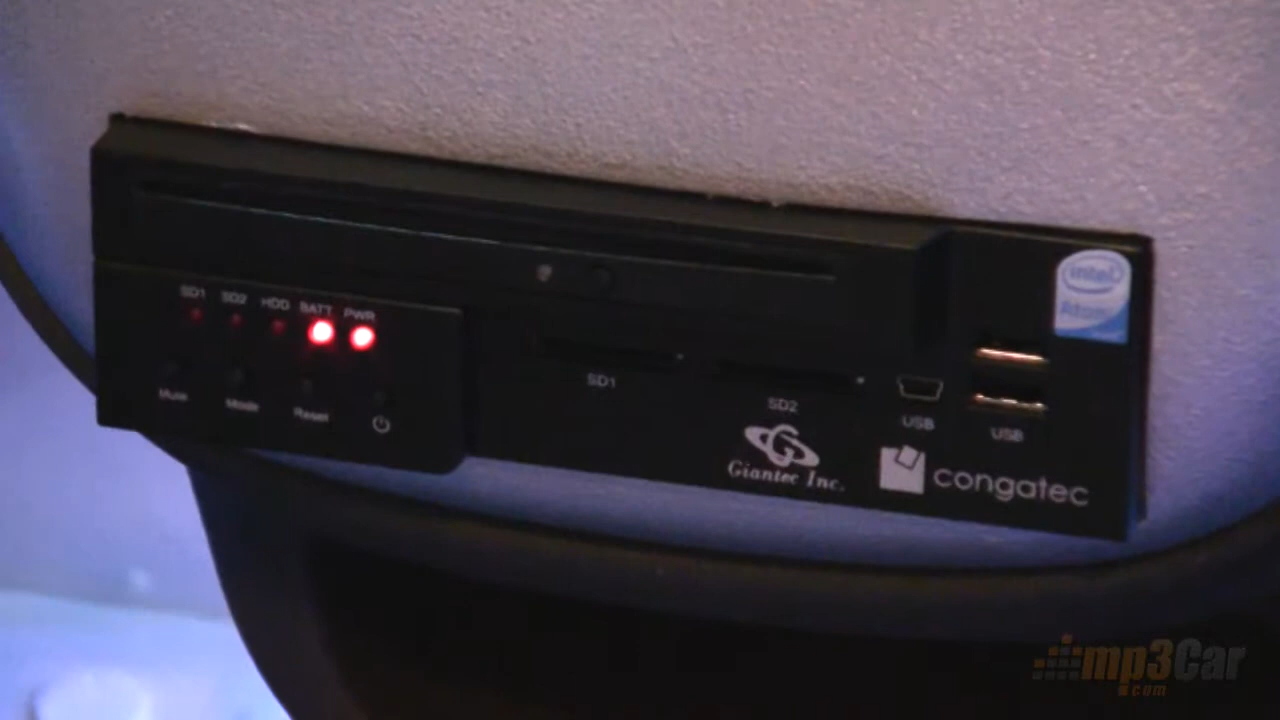 intel
Atom
SD1 SD2 HDD BATT PWR
Mute Mode Reset
SD1
SD2
USB
USB
Giantec Inc.
congatec
mp3Car
.com